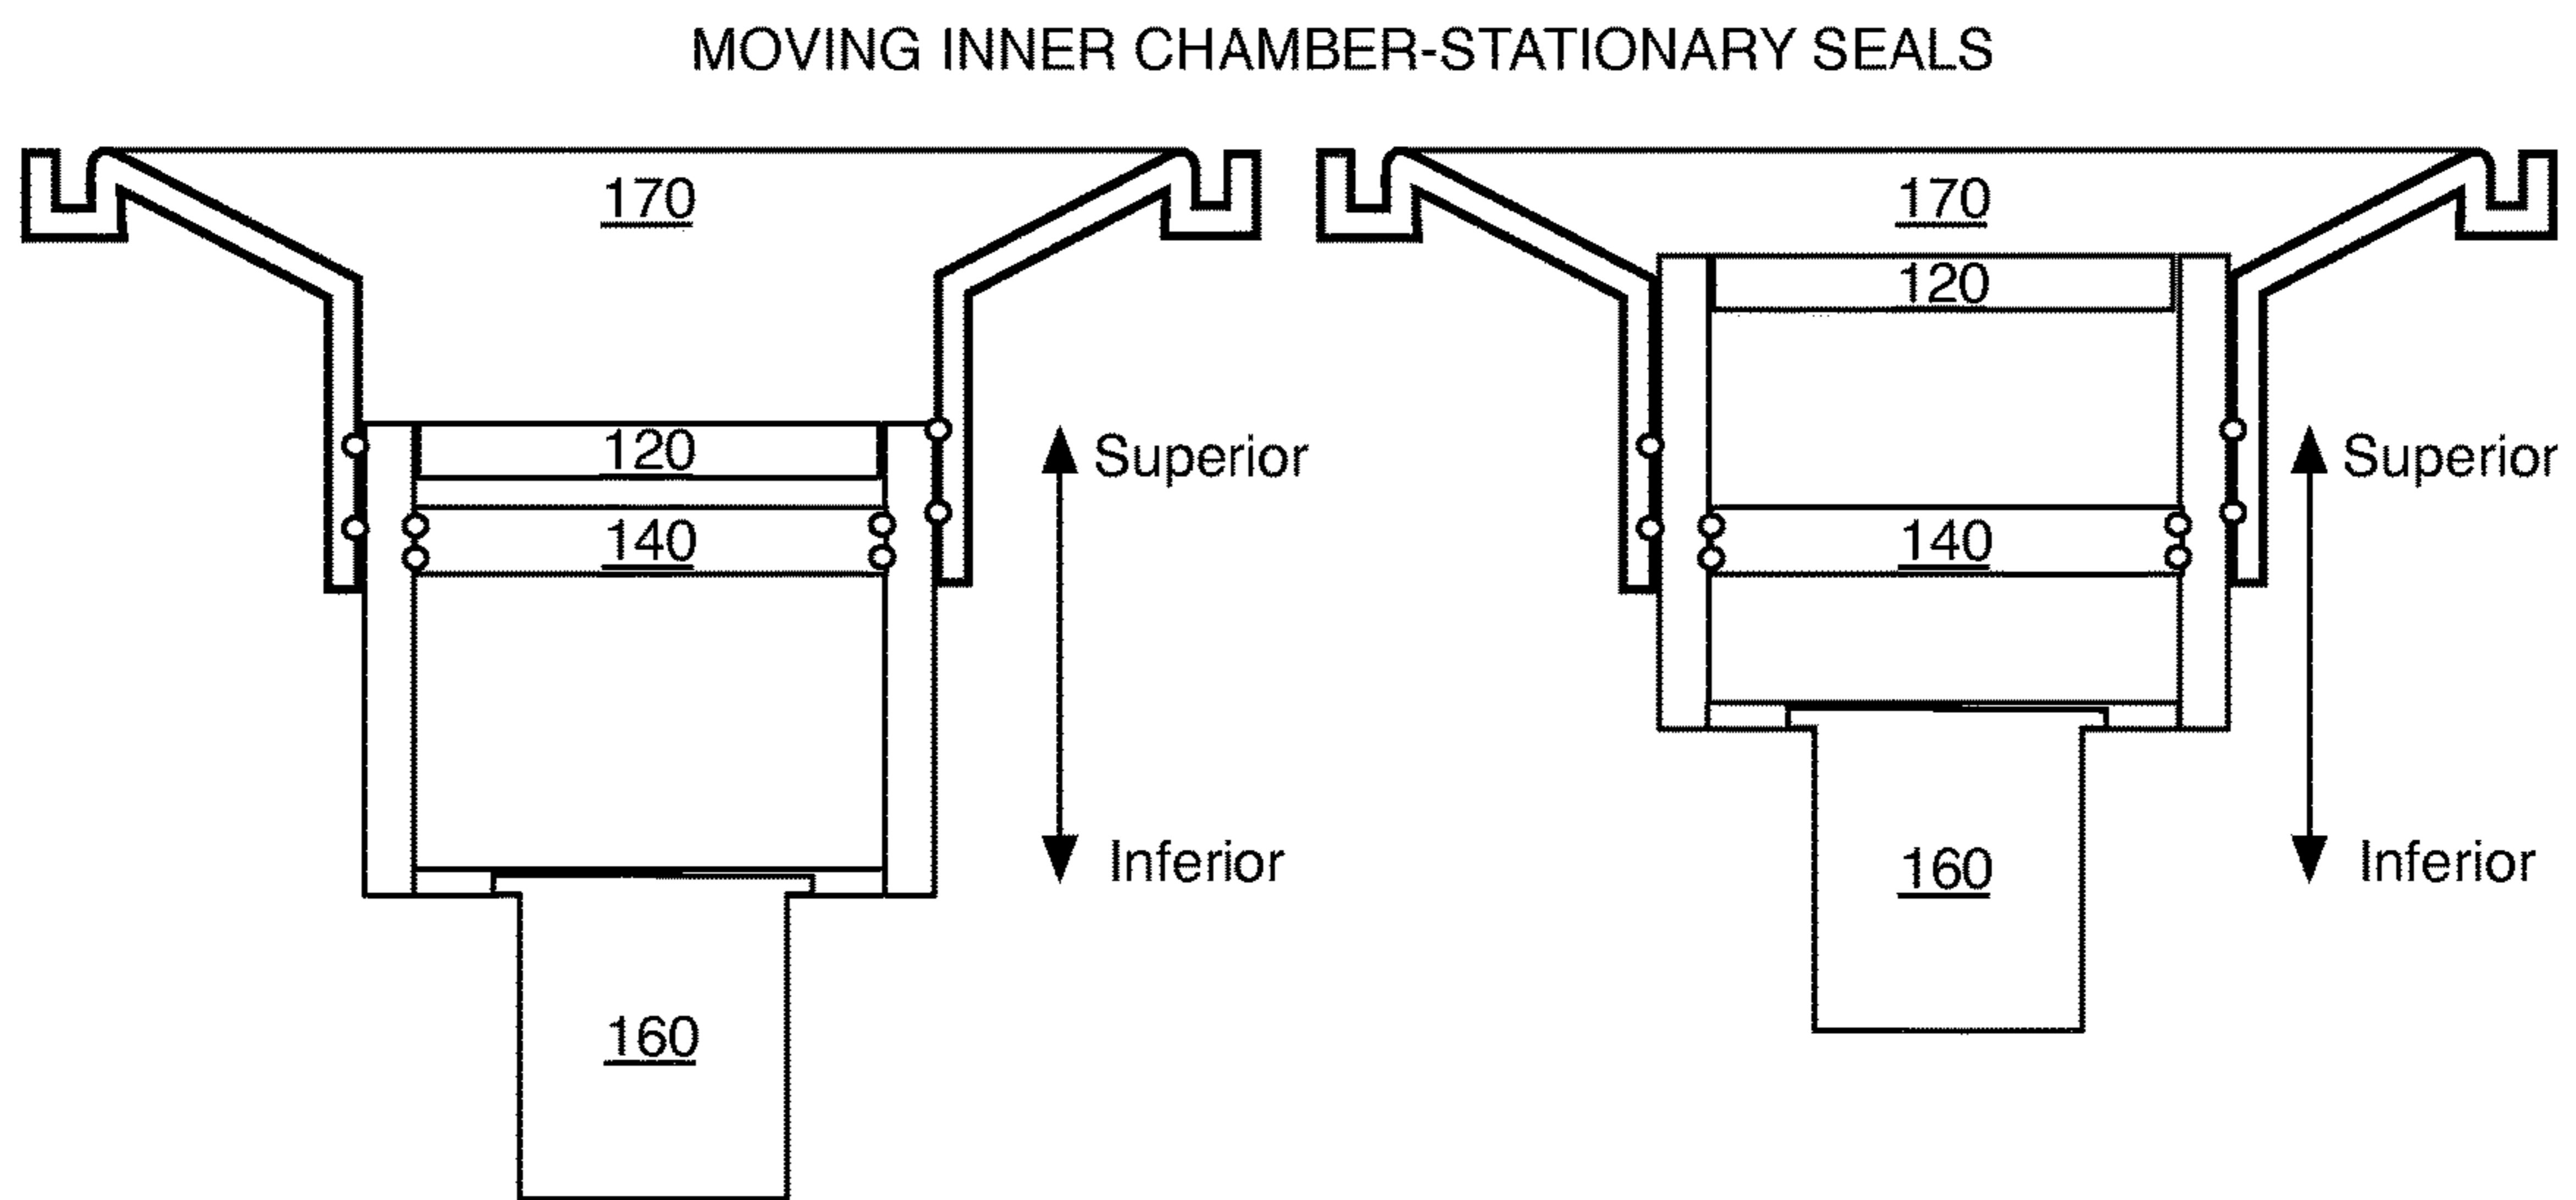 MOVING INNER CHAMBER-STATIONARY SEALS
170
120
140
160
Superior
Inferior
170
120
140
160
Superior
Inferior